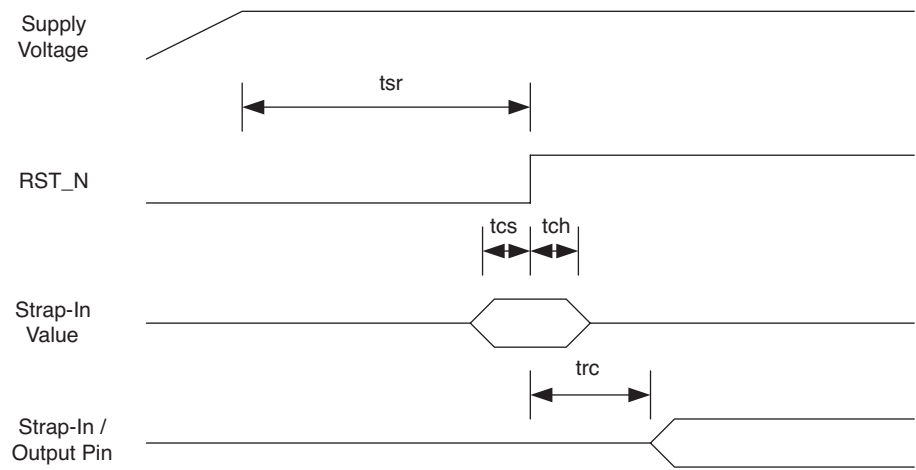 Supply
Voltage
tsr
RST_N
tcs
tch
Strap-In
Value
trc
Strap-In /
Output Pin